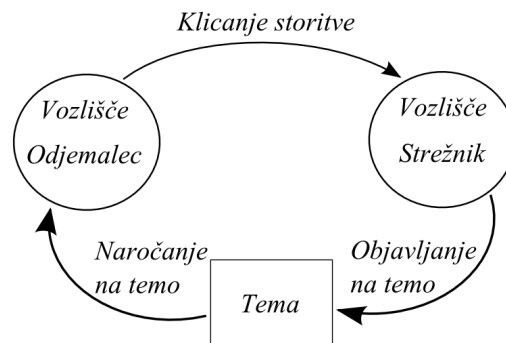 Klicanje storitve
Vozlišče
Odjemalec
Vozlišče
Strežnik
Naročanje
na temo
Objavljanje
na temo
Tema